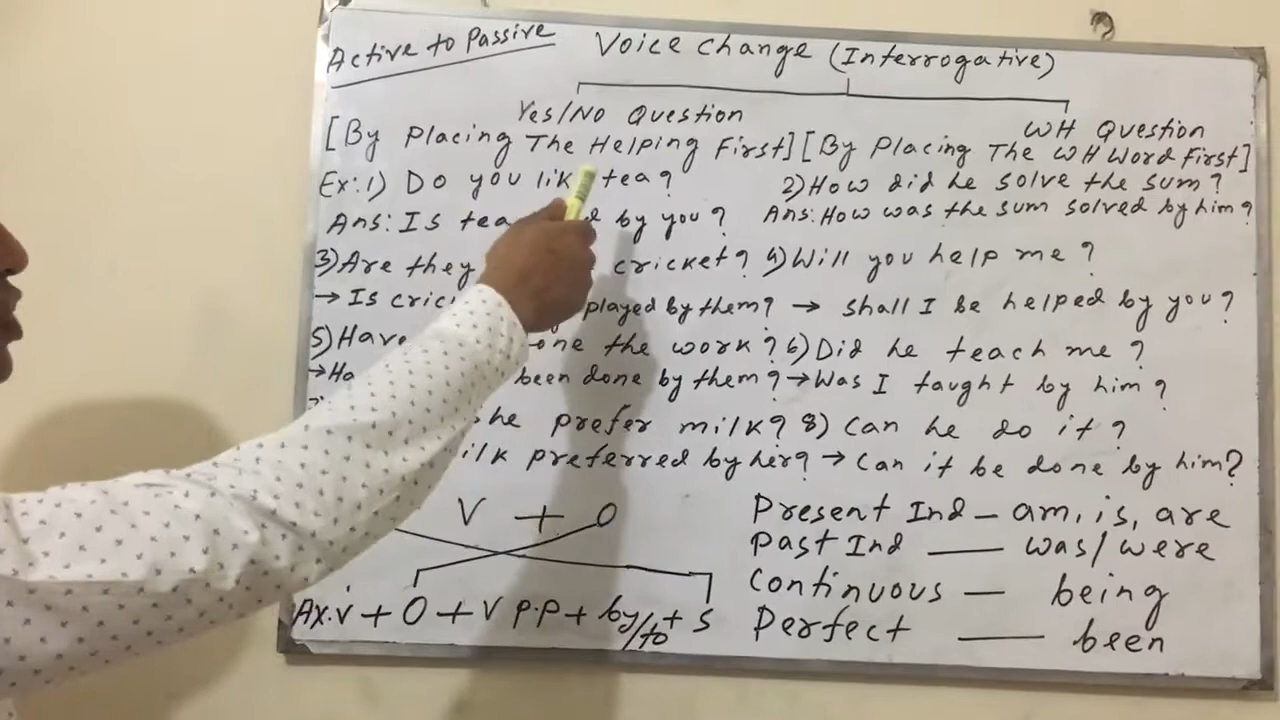 Active to Passive
Voice Change (Interrogative)
Yes/No Question
WH Question
[By Placing The Helping First] [By Placing The WH Word First]
Ex:1) Do you lik tea?
2) How did he solve the sum?
Ans: Is tea by you?
Ans: How was the sum solved by him?
3) Are they cricket?
4) Will you help me?
→ Is cric played by them?
→ Shall I be helped by you?
5) Have one the work?
6) Did he teach me?
→ Ha been done by them?
→ Was I taught by him?
he prefer milk?
8) Can he do it?
ilk preferred by her?
→ Can it be done by him?
V + O
Present Ind – am, is, are
Past Ind — was/were
Continuous – being
Ax.v + O + V p.p + by/to + S
Perfect — been